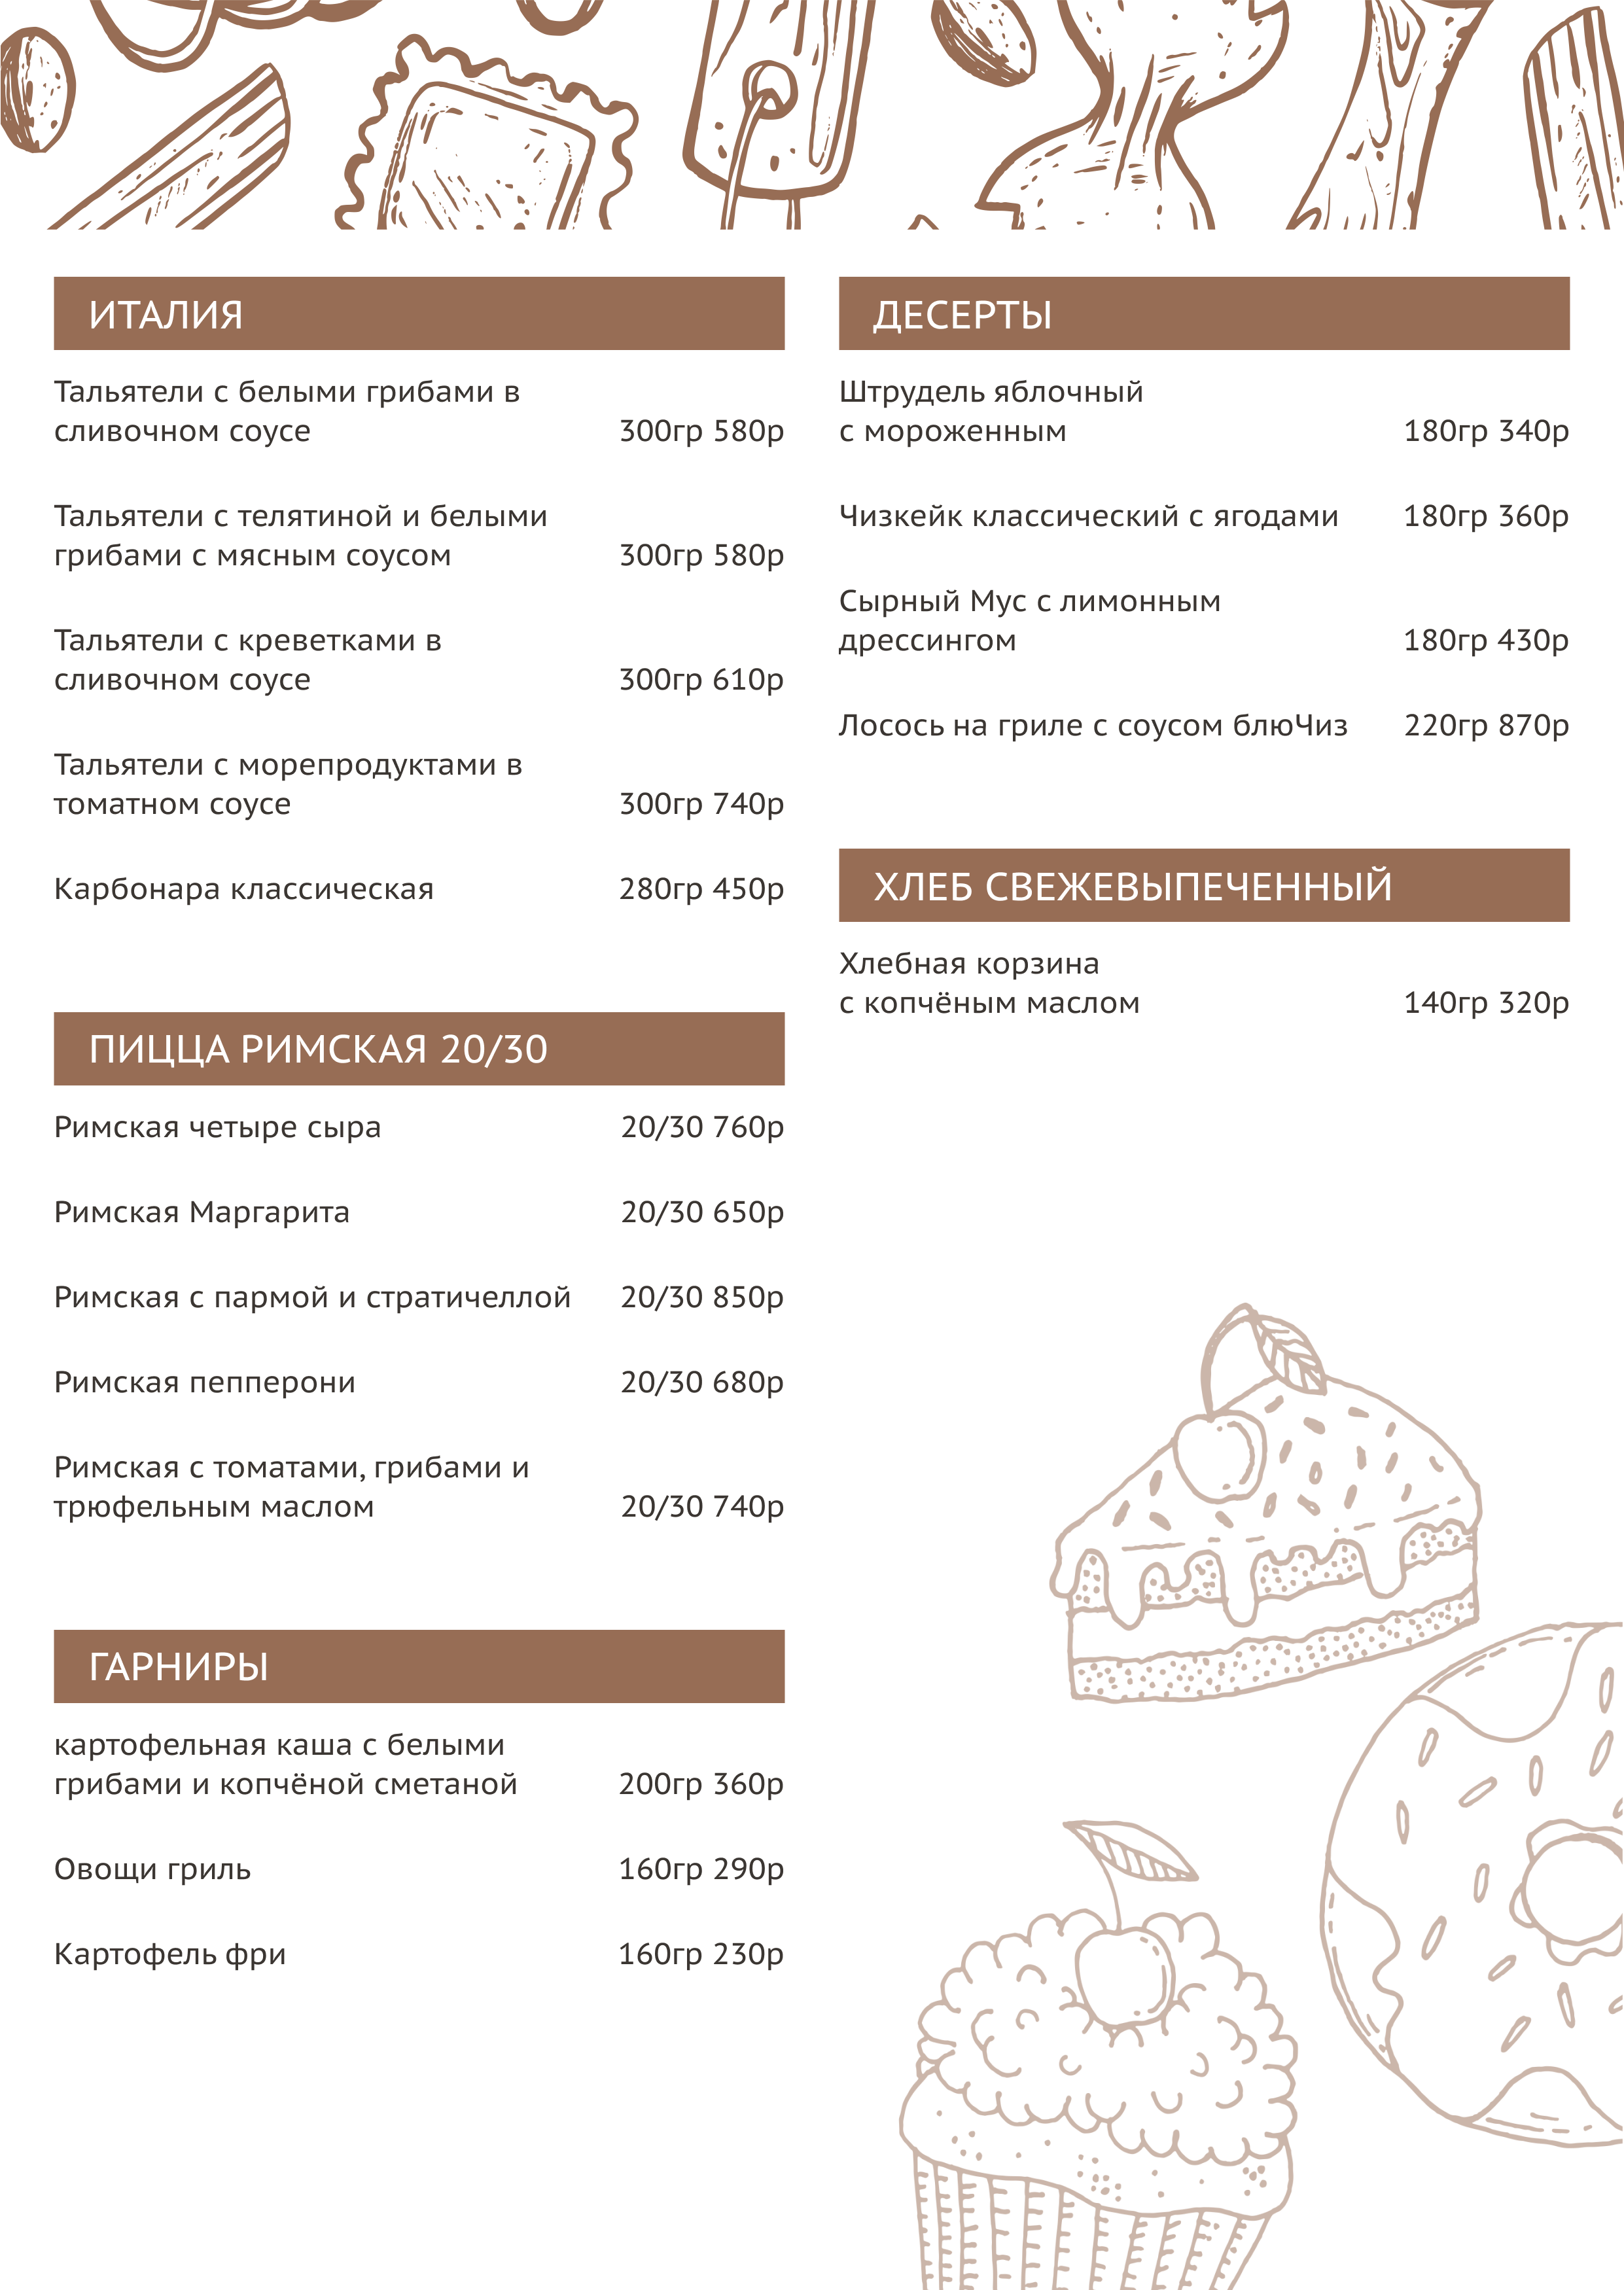 ИТАЛИЯ
Тальятели с белыми грибами в
сливочном соусе 300гр 580р
Тальятели с телятиной и белыми
грибами с мясным соусом 300гр 580р
Тальятели с креветками в
сливочном соусе 300гр 610р
Тальятели с морепродуктами в
томатном соусе 300гр 740р
Карбонара классическая 280гр 450р
ПИЦЦА РИМСКАЯ 20/30
Римская четыре сыра 20/30 760р
Римская Маргарита 20/30 650р
Римская с пармой и стратичеллой 20/30 850р
Римская пепперони 20/30 680р
Римская с томатами, грибами и
трюфельным маслом 20/30 740р
ГАРНИРЫ
картофельная каша с белыми
грибами и копчёной сметаной 200гр 360р
Овощи гриль 160гр 290р
Картофель фри 160гр 230р
ДЕСЕРТЫ
Штрудель яблочный
с мороженным 180гр 340р
Чизкейк классический с ягодами 180гр 360р
Сырный Мус с лимонным
дрессингом 180гр 430р
Лосось на гриле с соусом блюЧиз 220гр 870р
ХЛЕБ СВЕЖЕВЫПЕЧЕННЫЙ
Хлебная корзина
с копчёным маслом 140гр 320р